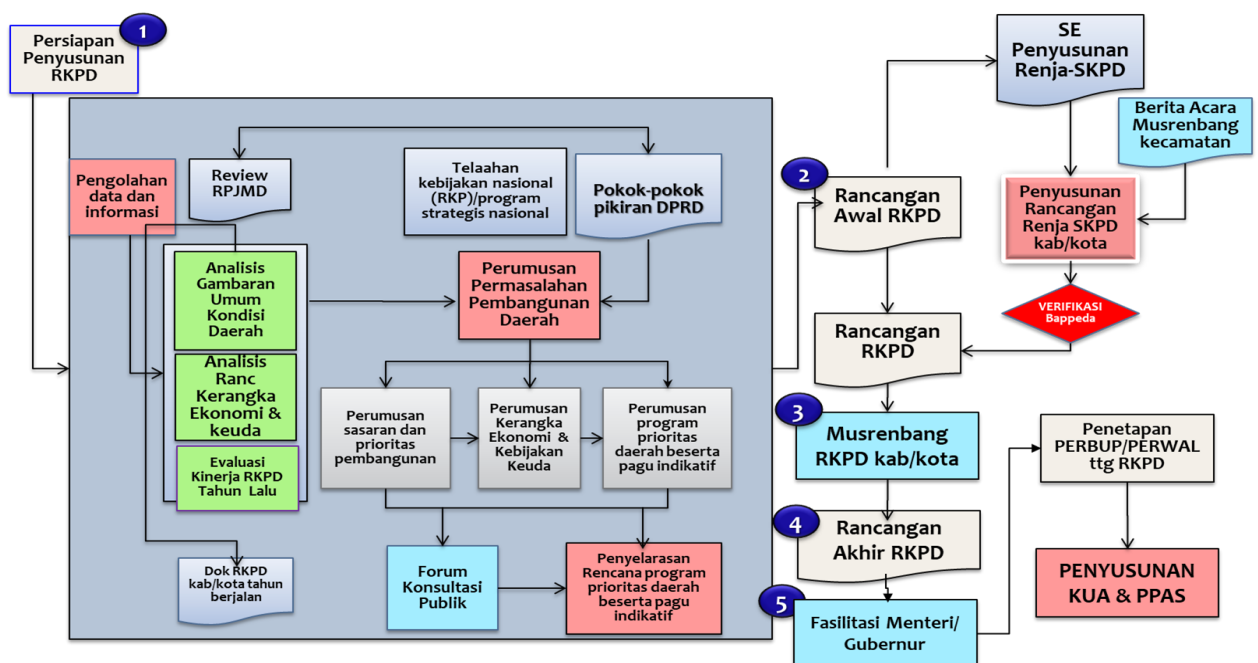 1
Persiapan
Penyusunan
RKPD
Pengolahan
data dan
informasi
Review
RPJMD
Telaahan
kebijakan nasional
(RKP)/program
strategis nasional
Pokok-pokok
pikiran DPRD
Analisis
Gambaran
Umum
Kondisi
Daerah
Analisis
Ranc
Kerangka
Ekonomi &
keuda
Evaluasi
Kinerja RKPD
Tahun Lalu
Perumusan
Permasalahan
Pembangunan
Daerah
Perumusan
sasaran dan
prioritas
pembangunan
Perumusan
Kerangka
Ekonomi &
Kebijakan
Keuda
Perumusan
program
prioritas
daerah beserta
pagu indikatif
Dok RKPD
kab/kota tahun
berjalan
Forum
Konsultasi
Publik
Penyelarasan
Rencana program
prioritas daerah
beserta pagu
indikatif
2
Rancangan
Awal RKPD
SE
Penyusunan
Renja-SKPD
Berita Acara
Musrenbang
kecamatan
Penyusunan
Rancangan
Renja SKPD
kab/kota
VERIFIKASI
Bappeda
Rancangan
RKPD
3
Musrenbang
RKPD kab/kota
4
Rancangan
Akhir RKPD
5
Fasilitasi Menteri/
Gubernur
Penetapan
PERBUP/PERWAL
ttg RKPD
PENYUSUNAN
KUA & PPAS